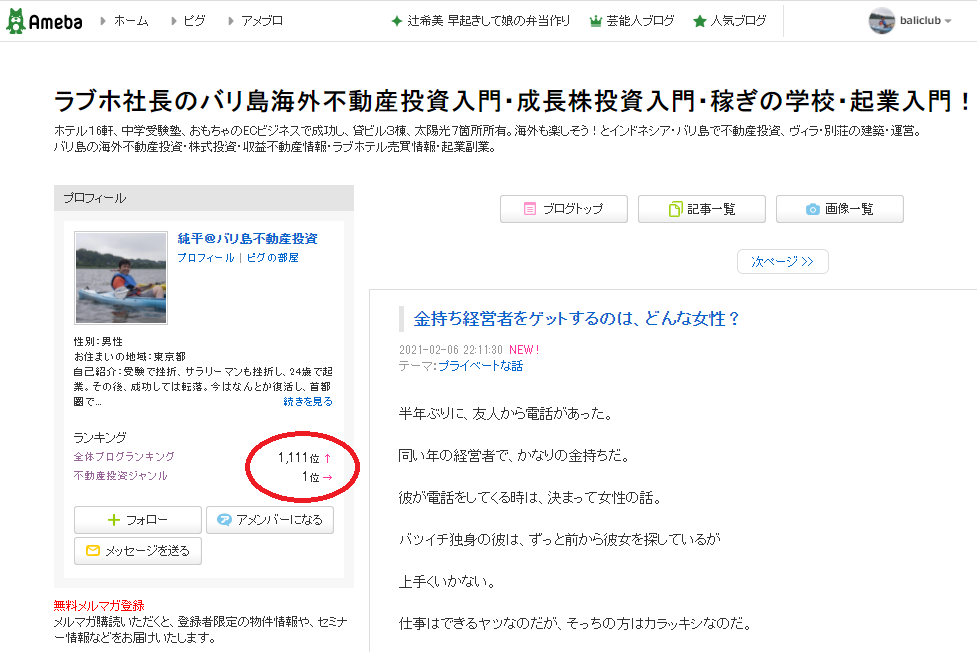 Ameba
ホーム
ピグ
アメブロ
辻希美 早起きして娘の弁当作り
芸能人ブログ
人気ブログ
baliclub
ラブホ社長のバリ島海外不動産投資入門・成長株投資入門・稼ぎの学校・起業入門！
ホテル16軒、中学受験塾、おもちゃのECビジネスで成功し、貸ビル3棟、太陽光7箇所所有。海外も楽しそう！とインドネシア・バリ島で不動産投資、ヴィラ・別荘の建築・運営。
バリ島の海外不動産投資・株式投資・収益不動産情報・ラブホテル売買情報・起業副業。
プロフィール
純平@バリ島不動産投資
プロフィール｜ピグの部屋
性別：男性
お住まいの地域：東京都
自己紹介：受験で挫折、サラリーマンも挫折し、24歳で起
業。その後、成功しては転落。今はなんとか復活し、首都
圏で...
続きを見る
ランキング
全体ブログランキング 1,111位 ↑
不動産投資ジャンル 1位 →
フォロー
アメンバーになる
メッセージを送る
無料メルマガ登録
メルマガ購読いただくと、登録者限定の物件情報や、セミナ
ー情報などをお届けいたします。
ブログトップ
記事一覧
画像一覧
次ページ >>
金持ち経営者をゲットするのは、どんな女性？
2021-02-06 22:11:30 NEW!
テーマ：プライベートな話
半年ぶりに、友人から電話があった。
同い年の経営者で、かなりの金持ちだ。
彼が電話をしてくる時は、決まって女性の話。
バツイチ独身の彼は、ずっと前から彼女を探しているが
上手くいかない。
仕事はできるヤツなのだが、そっちの方はカラッキシなのだ。